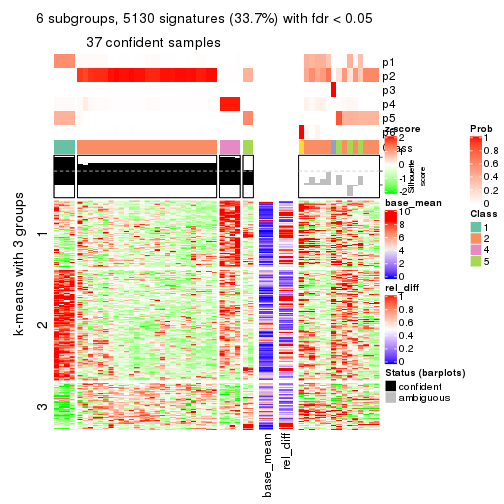 6 subgroups, 5130 signatures (33.7%) with fdr < 0.05
37 confident samples
p1
p2
p3
p4
p5
p6
Class
Silhouette
score
k-means with 3 groups
1
2
3
base_mean
rel_diff
z-score
2
1
0
-1
-2
base_mean
10
8
6
4
2
0
rel_diff
1
0.8
0.6
0.4
0.2
0
Status (barplots)
confident
ambiguous
Prob
1
0.8
0.6
0.4
0.2
0
Class
1
2
4
5